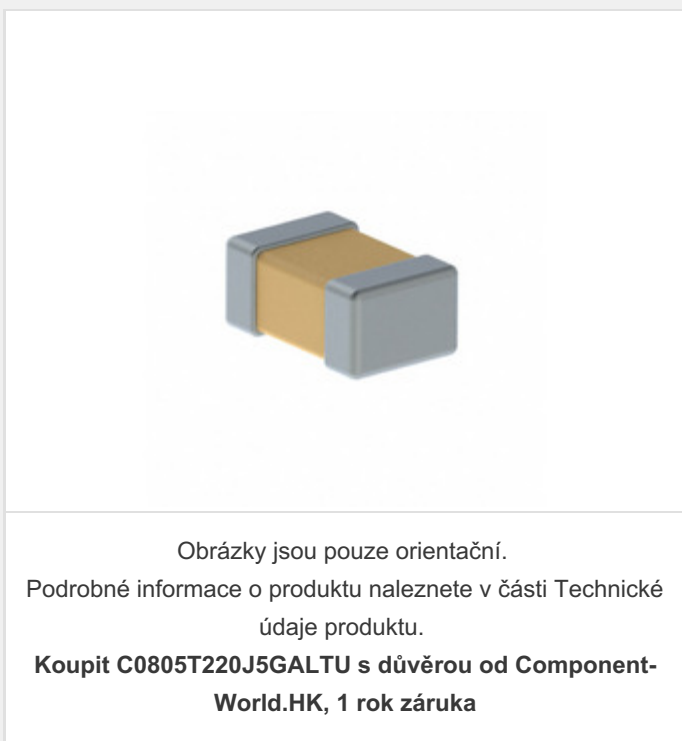 Obrázky jsou pouze orientační.
Podrobné informace o produktu naleznete v části Technické
údaje produktu.
Koupit C0805T220J5GALTU s důvěrou od Component-
World.HK, 1 rok záruka